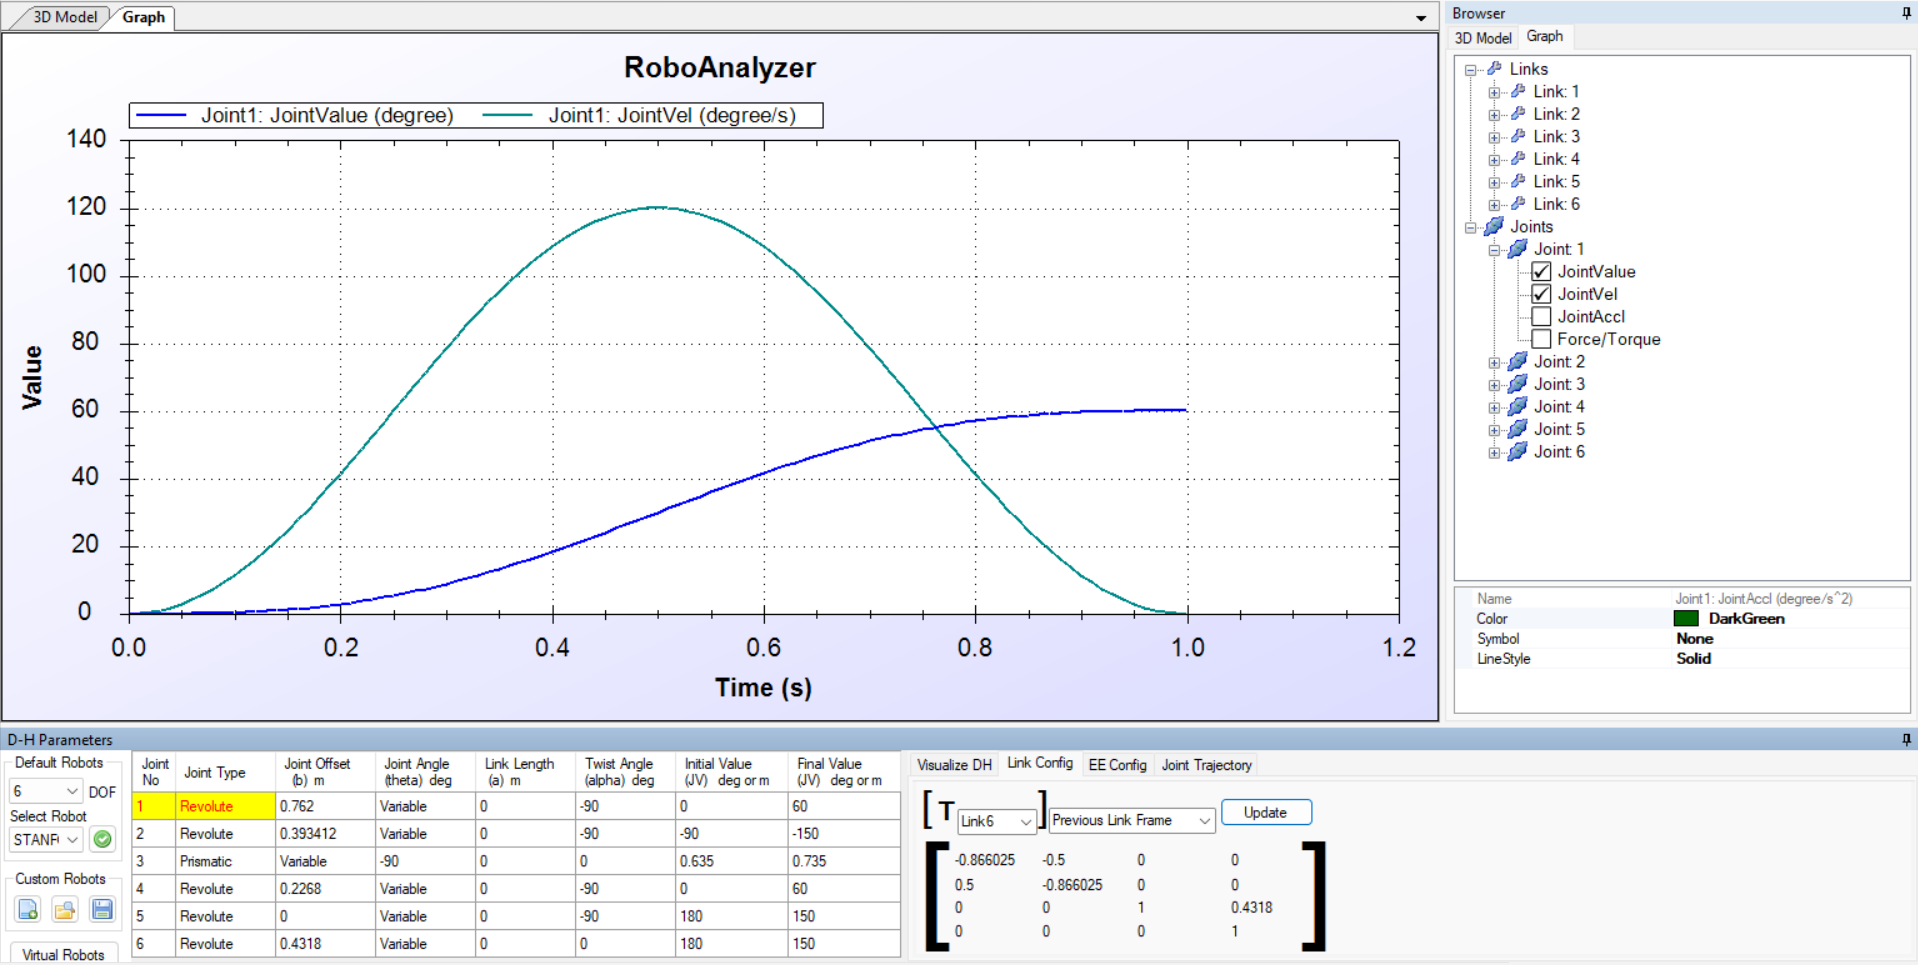 3D Model Graph
RoboAnalyzer
Joint1: JointValue (degree) Joint1: JointVel (degree/s)
140
120
100
80
60
40
20
0
Value
0.0 0.2 0.4 0.6 0.8 1.0 1.2
Time (s)
Browser
3D Model Graph
Links
Link: 1
Link: 2
Link: 3
Link: 4
Link: 5
Link: 6
Joints
Joint: 1
JointValue
JointVel
JointAccl
Force/Torque
Joint: 2
Joint: 3
Joint: 4
Joint: 5
Joint: 6
Name Joint1: JointAccl (degree/s^2)
Color DarkGreen
Symbol None
LineStyle Solid
D-H Parameters
Default Robots
6 DOF
Select Robot
STANF
Custom Robots
Virtual Robots
Joint No Joint Type Joint Offset (b) m Joint Angle (theta) deg Link Length (a) m Twist Angle (alpha) deg Initial Value (JV) deg or m Final Value (JV) deg or m
1 Revolute 0.762 Variable 0 -90 0 60
2 Revolute 0.393412 Variable 0 -90 -90 -150
3 Prismatic Variable -90 0 0 0.635 0.735
4 Revolute 0.2268 Variable 0 -90 0 60
5 Revolute 0 Variable 0 -90 180 150
6 Revolute 0.4318 Variable 0 0 180 150
Visualize DH Link Config EE Config Joint Trajectory
[T Link6 ] Previous Link Frame Update
-0.866025 -0.5 0 0
0.5 -0.866025 0 0
0 0 1 0.4318
0 0 0 1